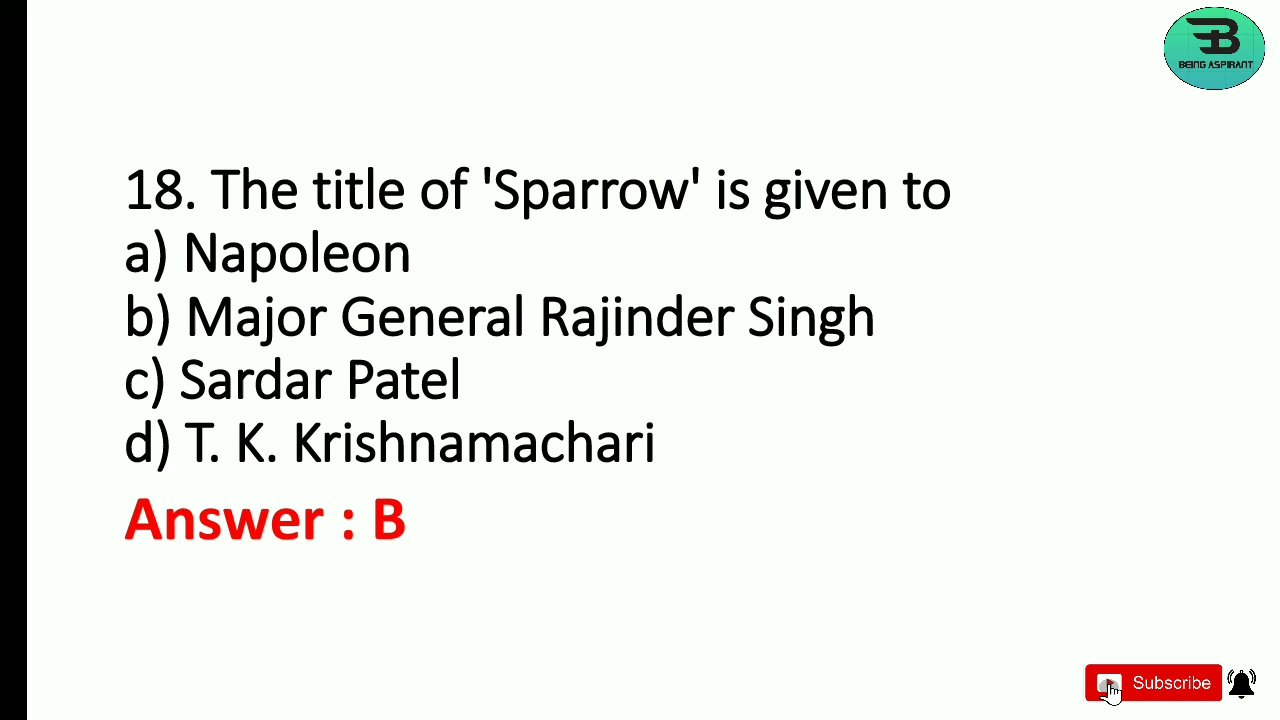 BEING ASPIRANT
18. The title of 'Sparrow' is given to
a) Napoleon
b) Major General Rajinder Singh
c) Sardar Patel
d) T. K. Krishnamachari
Answer : B
Subscribe